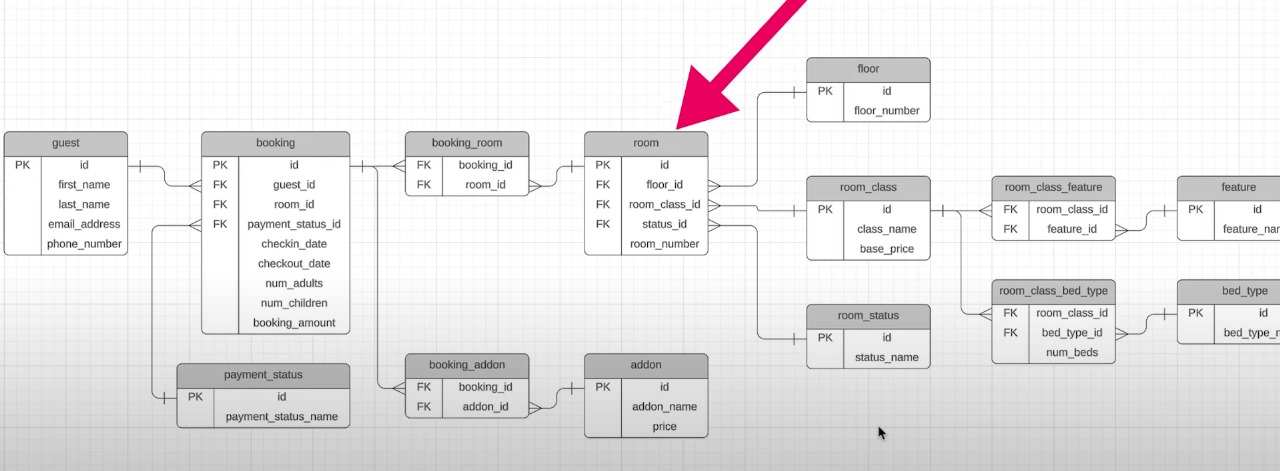 floor
PK id
floor_number
guest
PK id
first_name
last_name
email_address
phone_number
booking
PK id
FK guest_id
FK room_id
FK payment_status_id
checkin_date
checkout_date
num_adults
num_children
booking_amount
booking_room
FK booking_id
FK room_id
room
PK id
FK floor_id
FK room_class_id
FK status_id
room_number
room_class
PK id
class_name
base_price
room_class_feature
FK room_class_id
FK feature_id
feature
PK id
feature_nar
room_class_bed_type
FK room_class_id
FK bed_type_id
num_beds
bed_type
PK id
room_status
PK id
status_name
payment_status
PK id
payment_status_name
booking_addon
FK booking_id
FK addon_id
addon
PK id
addon_name
price